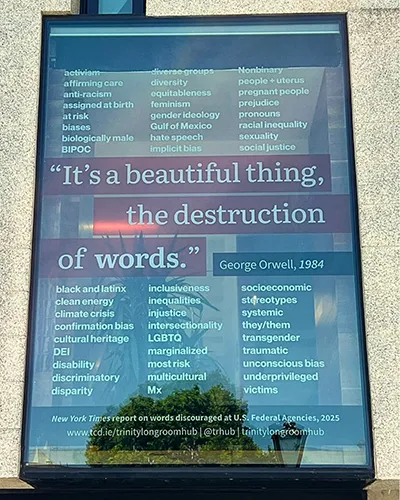 activism diverse groups Nonbinary
affirming care diversity people + uterus
anti-racism equitableness pregnant people
assigned at birth feminism prejudice
at risk gender ideology pronouns
biases Gulf of Mexico racial inequality
biologically male hate speech sexuality
BIPOC implicit bias social justice
“It’s a beautiful thing,
the destruction
of words.”
George Orwell, 1984
black and latinx inclusiveness socioeconomic
clean energy inequalities stereotypes
climate crisis injustice systemic
confirmation bias intersectionality they/them
cultural heritage LGBTQ transgender
DEI marginalized traumatic
disability most risk unconscious bias
discriminatory multicultural underprivileged
disparity Mx victims
New York Times report on words discouraged at U.S. Federal Agencies, 2025
www.tcd.ie/trinitylongroomhub | @tlrhub | trinitylongroomhub